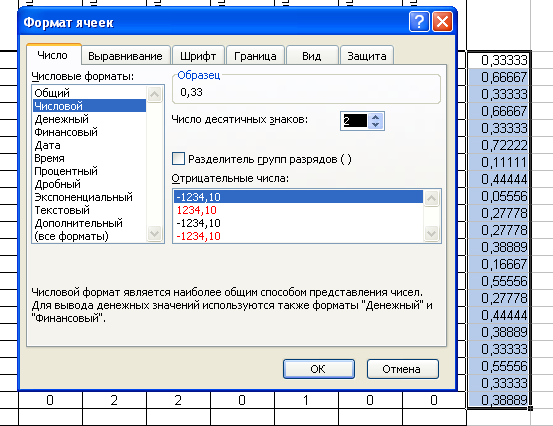 Формат ячеек
Число Выравнивание Шрифт Граница Вид Защита
Числовые форматы:
Общий
Числовой
Денежный
Финансовый
Дата
Время
Процентный
Дробный
Экспоненциальный
Текстовый
Дополнительный
(все форматы)
Образец
0,33
Число десятичных знаков: 2
Разделитель групп разрядов ( )
Отрицательные числа:
-1234,10
1234,10
-1234,10
-1234,10
Числовой формат является наиболее общим способом представления чисел.
Для вывода денежных значений используются также форматы "Денежный" и
"Финансовый".
ОК Отмена
0,33333
0,66667
0,33333
0,66667
0,33333
0,72222
0,11111
0,44444
0,05556
0,27778
0,27778
0,38889
0,16667
0,55556
0,27778
0,44444
0,38889
0,33333
0,55556
0,33333
0 2 2 0 1 0 0 0,38889